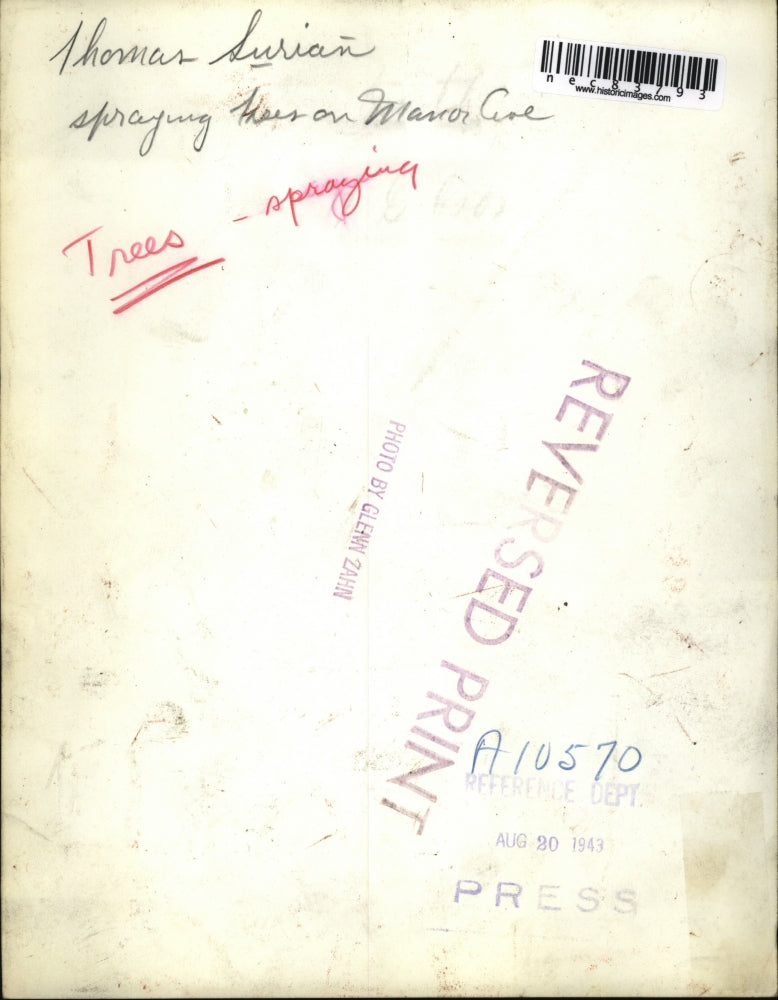 Thomas Surian
spraying trees on Manor Ave
nec83793
www.historicimages.com
Trees - spraying
PHOTO BY GLENN ZAHN
REVERSED PRINT
A10570
REFERENCE DEPT.
AUG 20 1943
PRESS